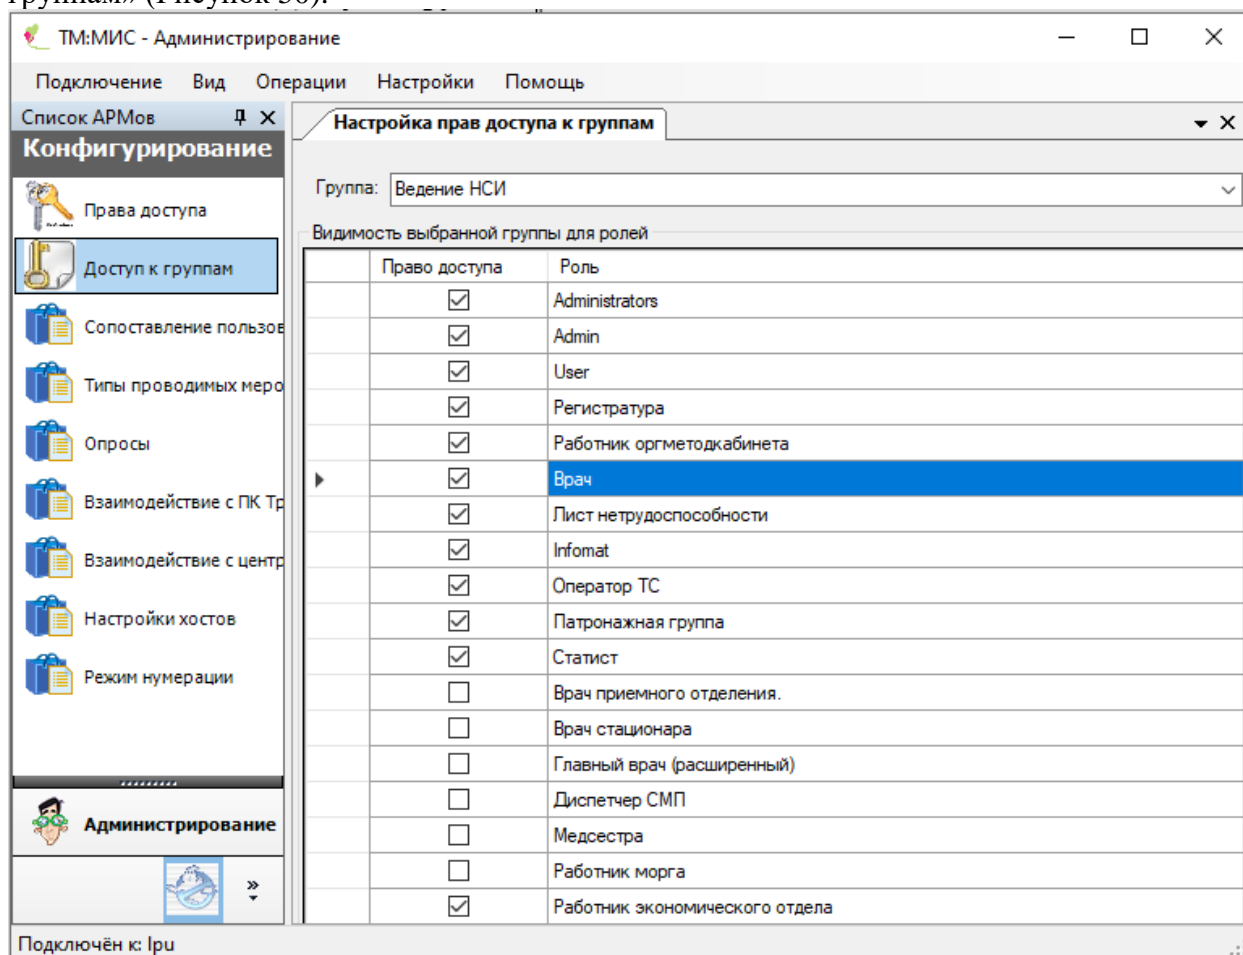 группам» (Рисунок 50).
ТМ:МИС - Администрирование
Подключение Вид Операции Настройки Помощь
Список АРМов
Конфигурирование
Права доступа
Доступ к группам
Сопоставление пользов
Типы проводимых меро
Опросы
Взаимодействие с ПК Тр
Взаимодействие с центр
Настройки хостов
Режим нумерации
Администрирование
Настройка прав доступа к группам
Группа: Ведение НСИ
Видимость выбранной группы для ролей
Право доступа Роль
Administrators
Admin
User
Регистратура
Работник оргметодкабинета
Врач
Лист нетрудоспособности
Infomat
Оператор ТС
Патронажная группа
Статист
Врач приемного отделения.
Врач стационара
Главный врач (расширенный)
Диспетчер СМП
Медсестра
Работник морга
Работник экономического отдела
Подключён к: lpu